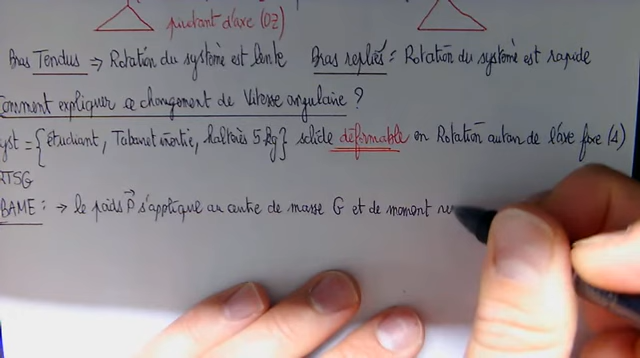 pivotant d'axe (OZ)
Bras Tendus => Rotation du système est lente Bras repliés : Rotation du système est rapide
Comment expliquer ce changement de Vitesse angulaire ?
syst = {étudiant, Tabouret inertie, haltères 5 kg} solide déformable en Rotation autour de l'axe fixe (Δ)
RTSG
BAME : → le poids P⃗ s'applique au centre de masse G et de moment